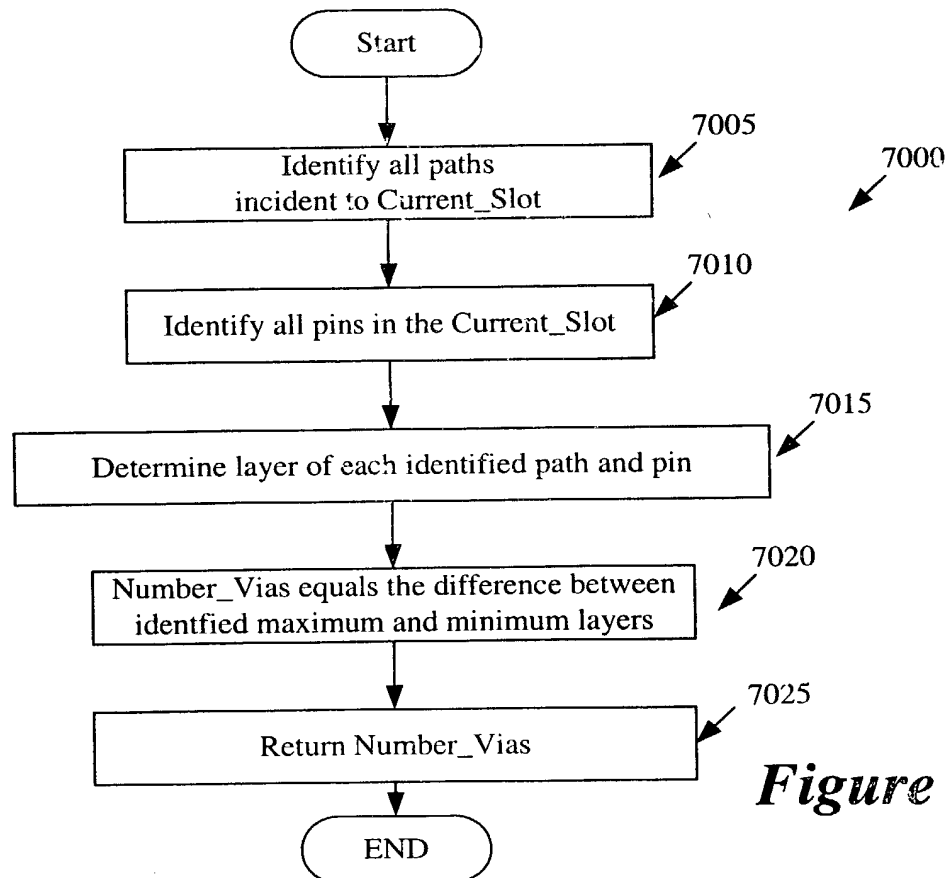 Start
7005
Identify all paths
incident to Current_Slot
7000
7010
Identify all pins in the Current_Slot
7015
Determine layer of each identified path and pin
7020
Number_Vias equals the difference between
identfied maximum and minimum layers
7025
Return Number_Vias
Figure
END